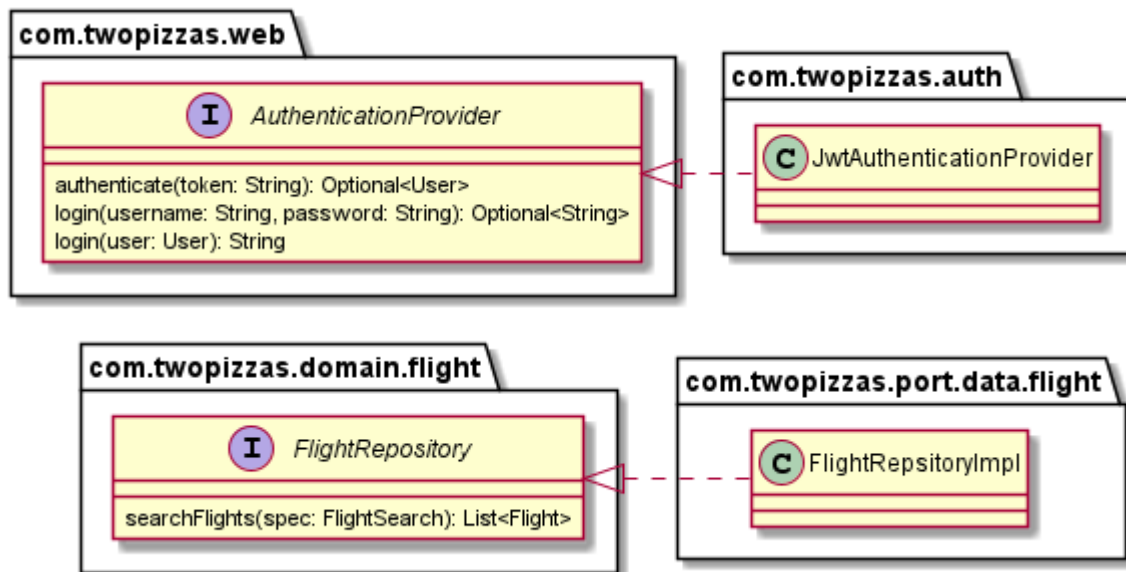 com.twopizzas.web
I AuthenticationProvider
authenticate(token: String): Optional<User>
login(username: String, password: String): Optional<String>
login(user: User): String
com.twopizzas.auth
C JwtAuthenticationProvider
com.twopizzas.domain.flight
I FlightRepository
searchFlights(spec: FlightSearch): List<Flight>
com.twopizzas.port.data.flight
C FlightRepsitoryImpl